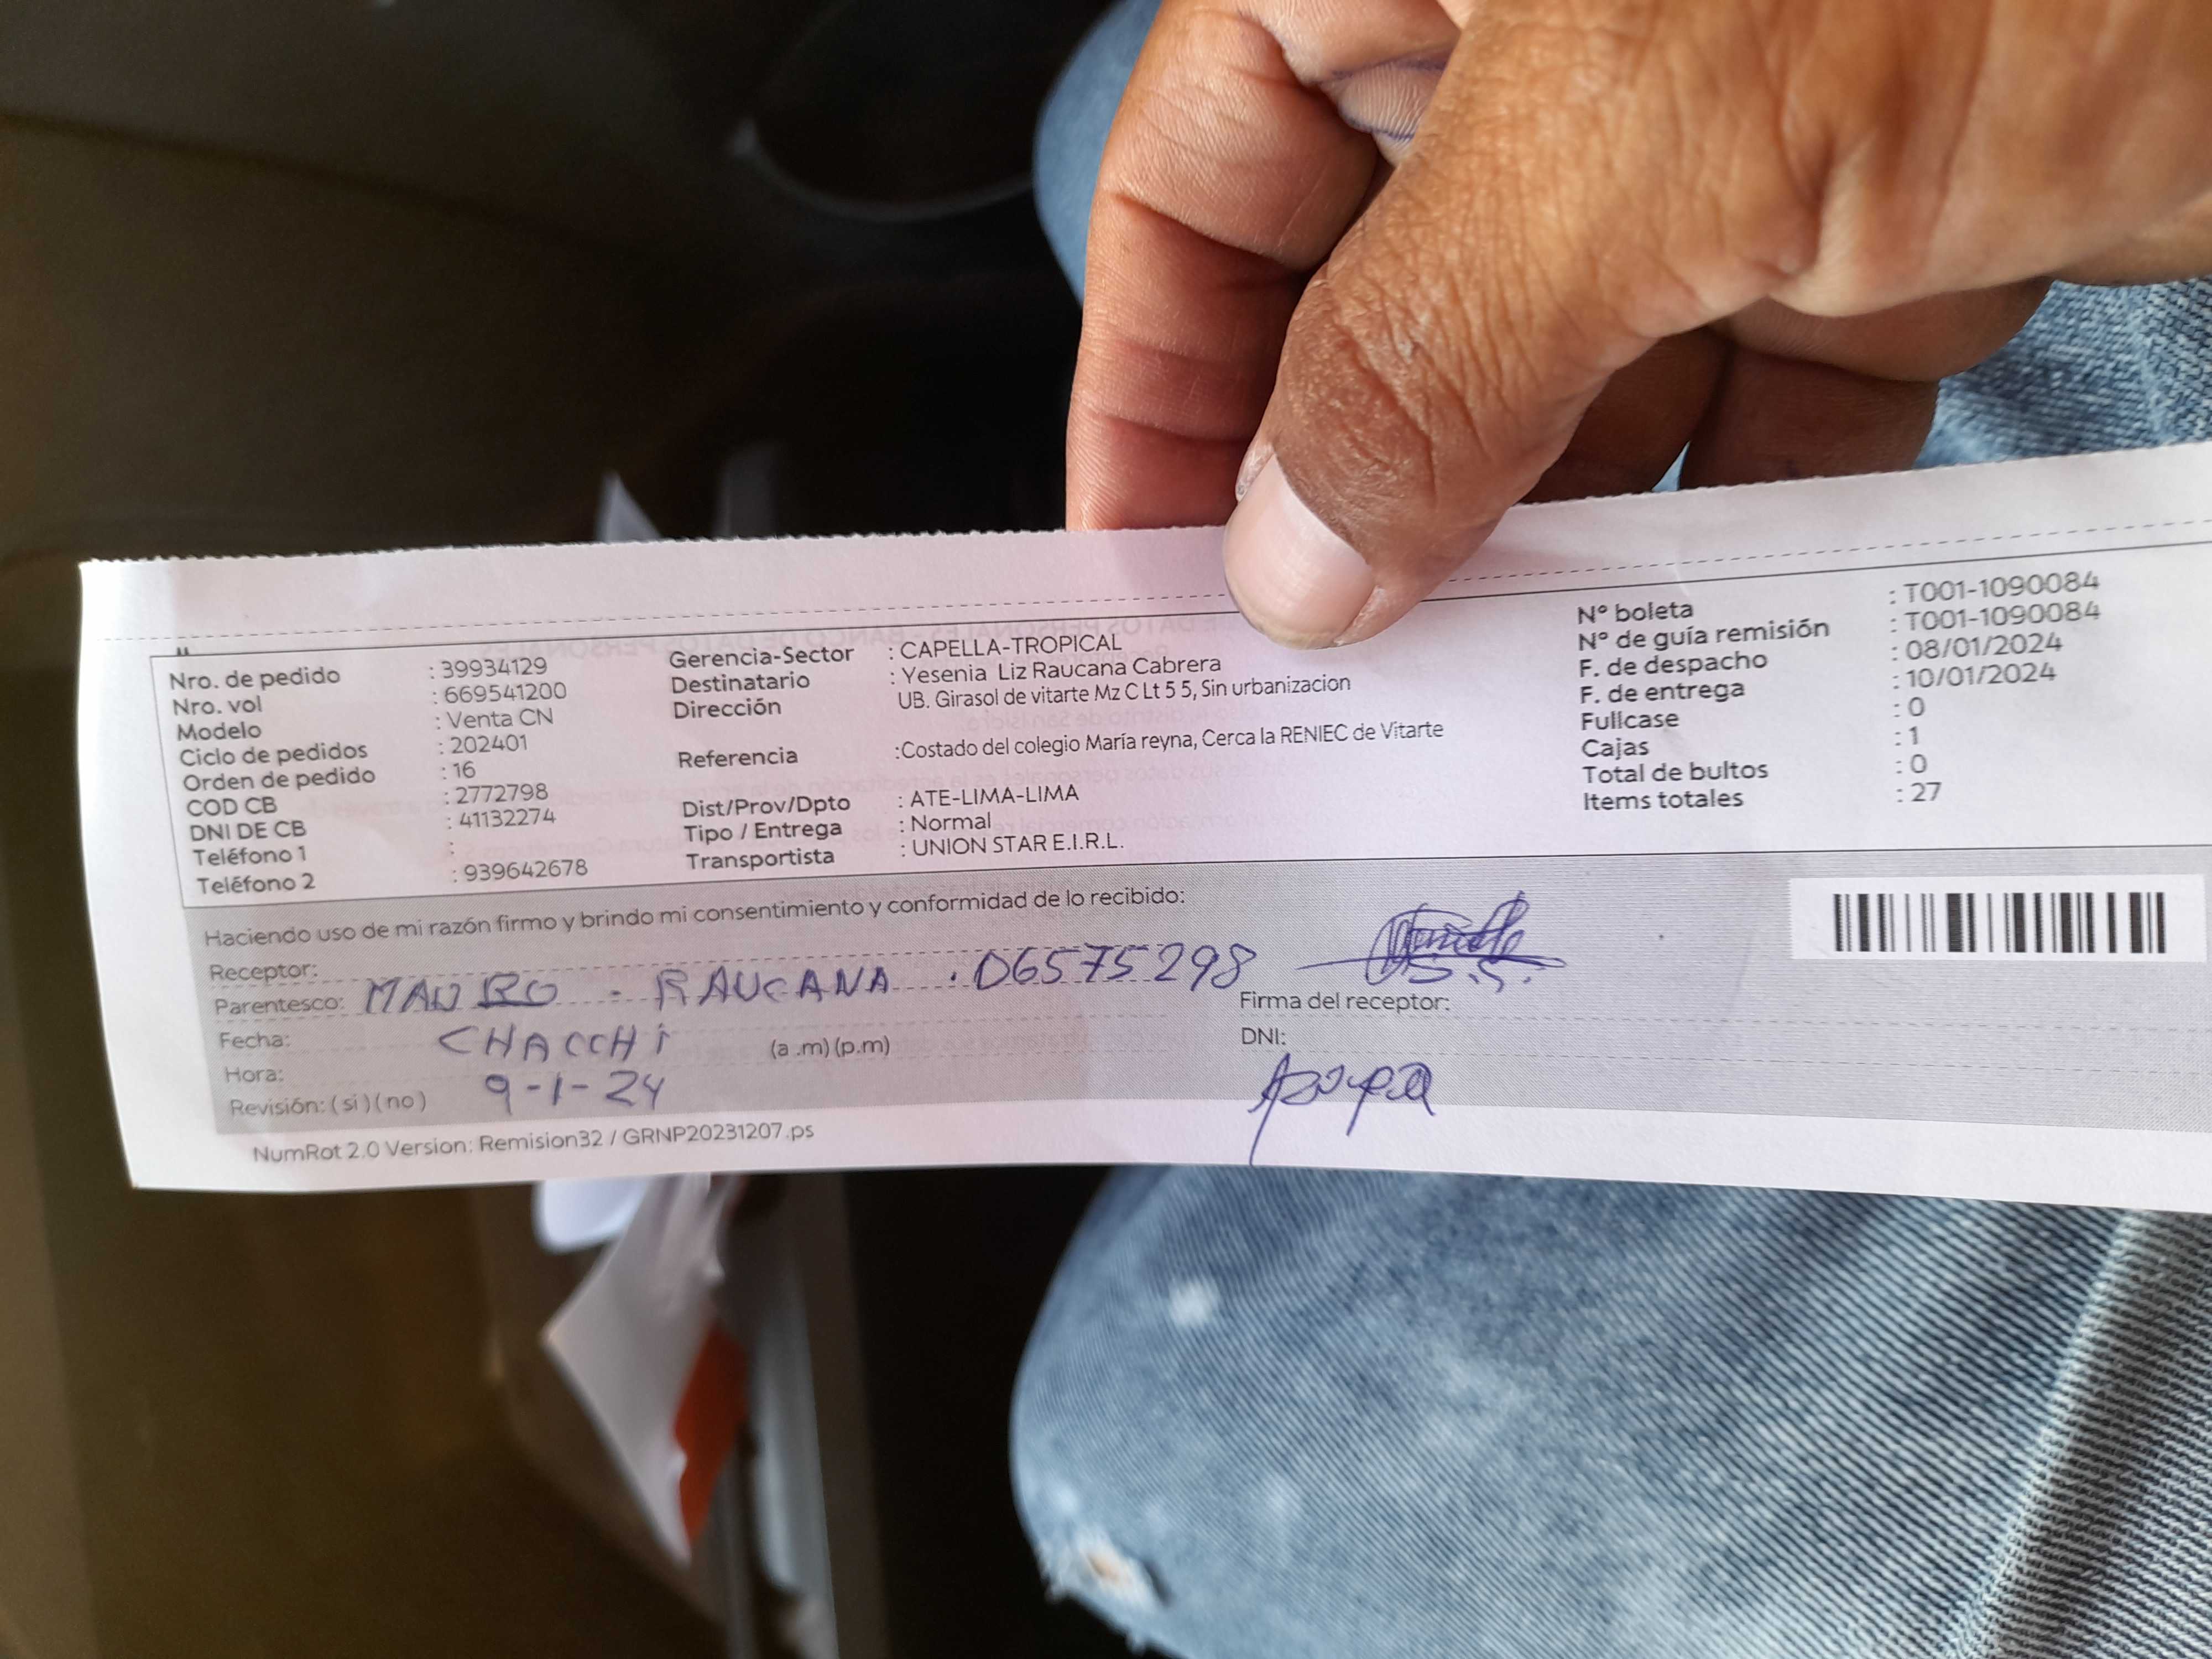 Nro. de pedido : 39934129
Nro. vol : 669541200
Modelo : Venta CN
Ciclo de pedidos : 202401
Orden de pedido : 16
COD CB : 2772798
DNI DE CB : 41132274
Teléfono 1 :
Teléfono 2 : 939642678
Gerencia-Sector : CAPELLA-TROPICAL
Destinatario : Yesenia Liz Raucana Cabrera
Dirección UB. Girasol de vitarte Mz C Lt 5 5, Sin urbanizacion
Referencia :Costado del colegio María reyna, Cerca la RENIEC de Vitarte
Dist/Prov/Dpto : ATE-LIMA-LIMA
Tipo / Entrega : Normal
Transportista : UNION STAR E.I.R.L.
N° boleta : T001-1090084
N° de guía remisión : T001-1090084
F. de despacho : 08/01/2024
F. de entrega : 10/01/2024
Fullcase : 0
Cajas : 1
Total de bultos : 0
Items totales : 27
Haciendo uso de mi razón firmo y brindo mi consentimiento y conformidad de lo recibido:
Receptor:
Parentesco: MAURO - RAUCANA . 06575298
Firma del receptor:
Fecha: CHACCHI (a .m) (p.m)
DNI:
Hora:
9-1-24
Revisión: ( si ) ( no )
NumRot 2.0 Version: Remision32 / GRNP20231207.ps